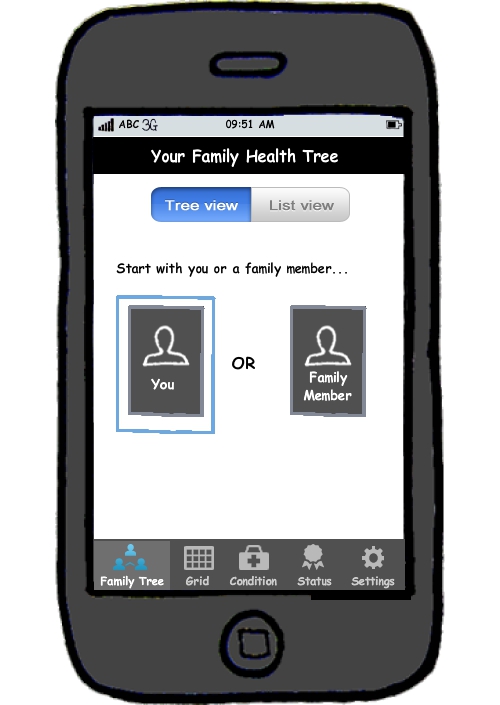 ABC 3G 09:51 AM
Your Family Health Tree
Tree view List view
Start with you or a family member...
You
OR
Family
Member
Family Tree Grid Condition Status Settings